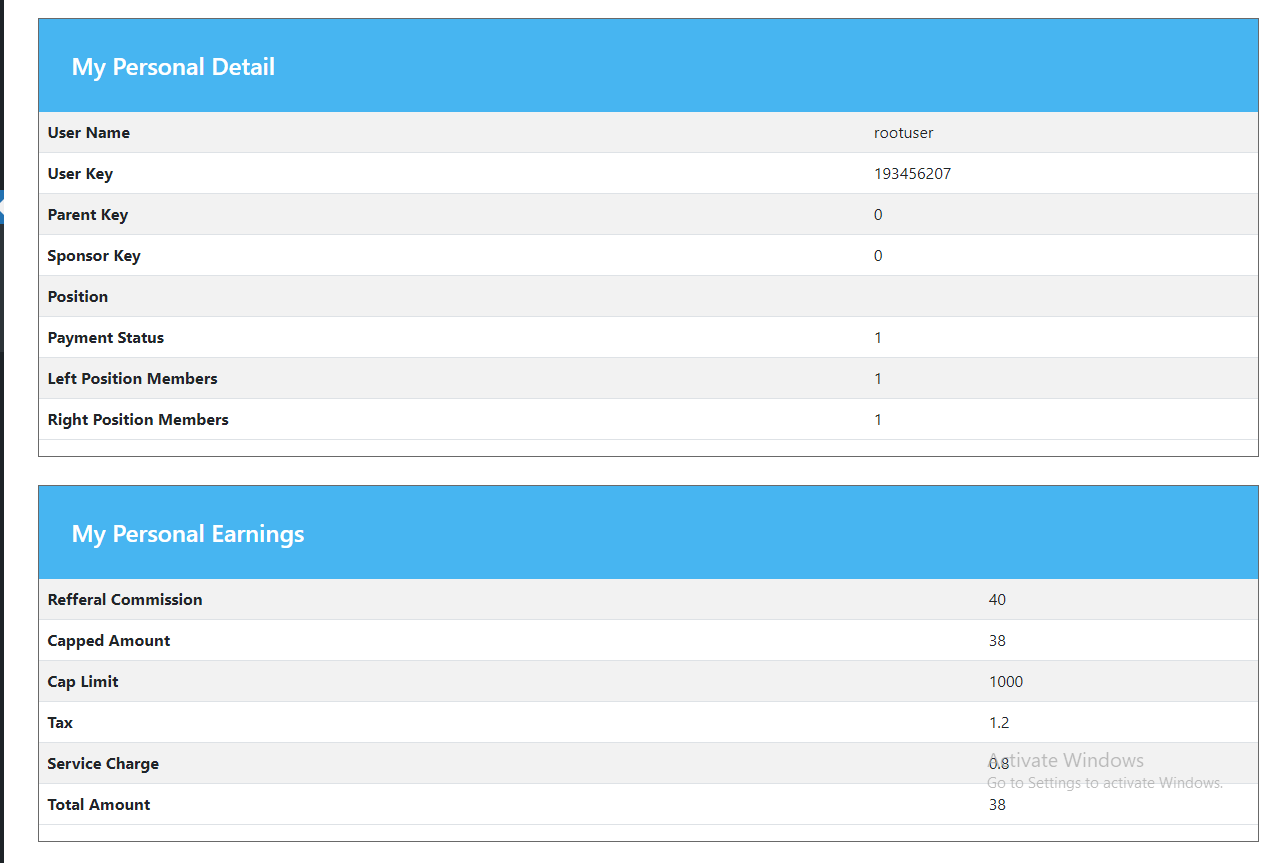 My Personal Detail
User Name rootuser
User Key 193456207
Parent Key 0
Sponsor Key 0
Position
Payment Status 1
Left Position Members 1
Right Position Members 1
My Personal Earnings
Refferal Commission 40
Capped Amount 38
Cap Limit 1000
Tax 1.2
Service Charge 0.8
Activate Windows
Go to Settings to activate Windows.
Total Amount 38